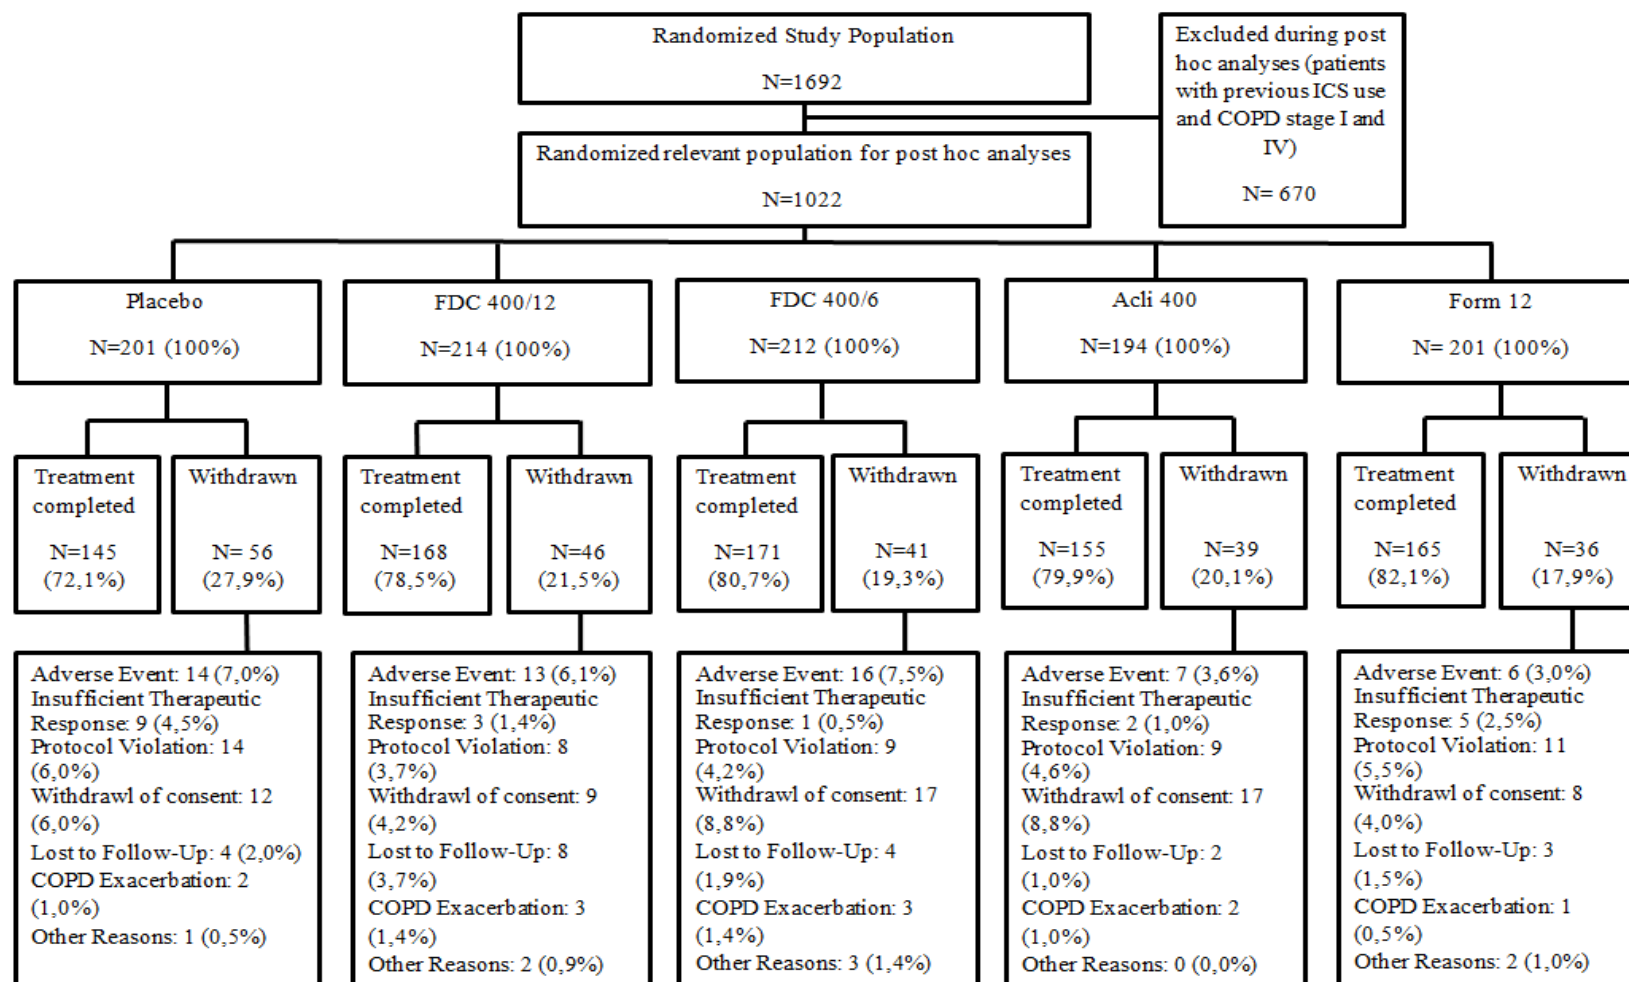 Randomized Study Population
N=1692
Excluded during post
hoc analyses (patients
with previous ICS use
and COPD stage I and
IV)
N= 670
Randomized relevant population for post hoc analyses
N=1022
Placebo
N=201 (100%)
FDC 400/12
N=214 (100%)
FDC 400/6
N=212 (100%)
Acli 400
N=194 (100%)
Form 12
N= 201 (100%)
Treatment
completed
N=145
(72,1%)
Withdrawn
N= 56
(27,9%)
Treatment
completed
N=168
(78,5%)
Withdrawn
N=46
(21,5%)
Treatment
completed
N=171
(80,7%)
Withdrawn
N=41
(19,3%)
Treatment
completed
N=155
(79,9%)
Withdrawn
N=39
(20,1%)
Treatment
completed
N=165
(82,1%)
Withdrawn
N=36
(17,9%)
Adverse Event: 14 (7,0%)
Insufficient Therapeutic
Response: 9 (4,5%)
Protocol Violation: 14
(6,0%)
Withdrawl of consent: 12
(6,0%)
Lost to Follow-Up: 4 (2,0%)
COPD Exacerbation: 2
(1,0%)
Other Reasons: 1 (0,5%)
Adverse Event: 13 (6,1%)
Insufficient Therapeutic
Response: 3 (1,4%)
Protocol Violation: 8
(3,7%)
Withdrawl of consent: 9
(4,2%)
Lost to Follow-Up: 8
(3,7%)
COPD Exacerbation: 3
(1,4%)
Other Reasons: 2 (0,9%)
Adverse Event: 16 (7,5%)
Insufficient Therapeutic
Response: 1 (0,5%)
Protocol Violation: 9
(4,2%)
Withdrawl of consent: 17
(8,8%)
Lost to Follow-Up: 4
(1,9%)
COPD Exacerbation: 3
(1,4%)
Other Reasons: 3 (1,4%)
Adverse Event: 7 (3,6%)
Insufficient Therapeutic
Response: 2 (1,0%)
Protocol Violation: 9
(4,6%)
Withdrawl of consent: 17
(8,8%)
Lost to Follow-Up: 2
(1,0%)
COPD Exacerbation: 2
(1,0%)
Other Reasons: 0 (0,0%)
Adverse Event: 6 (3,0%)
Insufficient Therapeutic
Response: 5 (2,5%)
Protocol Violation: 11
(5,5%)
Withdrawl of consent: 8
(4,0%)
Lost to Follow-Up: 3
(1,5%)
COPD Exacerbation: 1
(0,5%)
Other Reasons: 2 (1,0%)